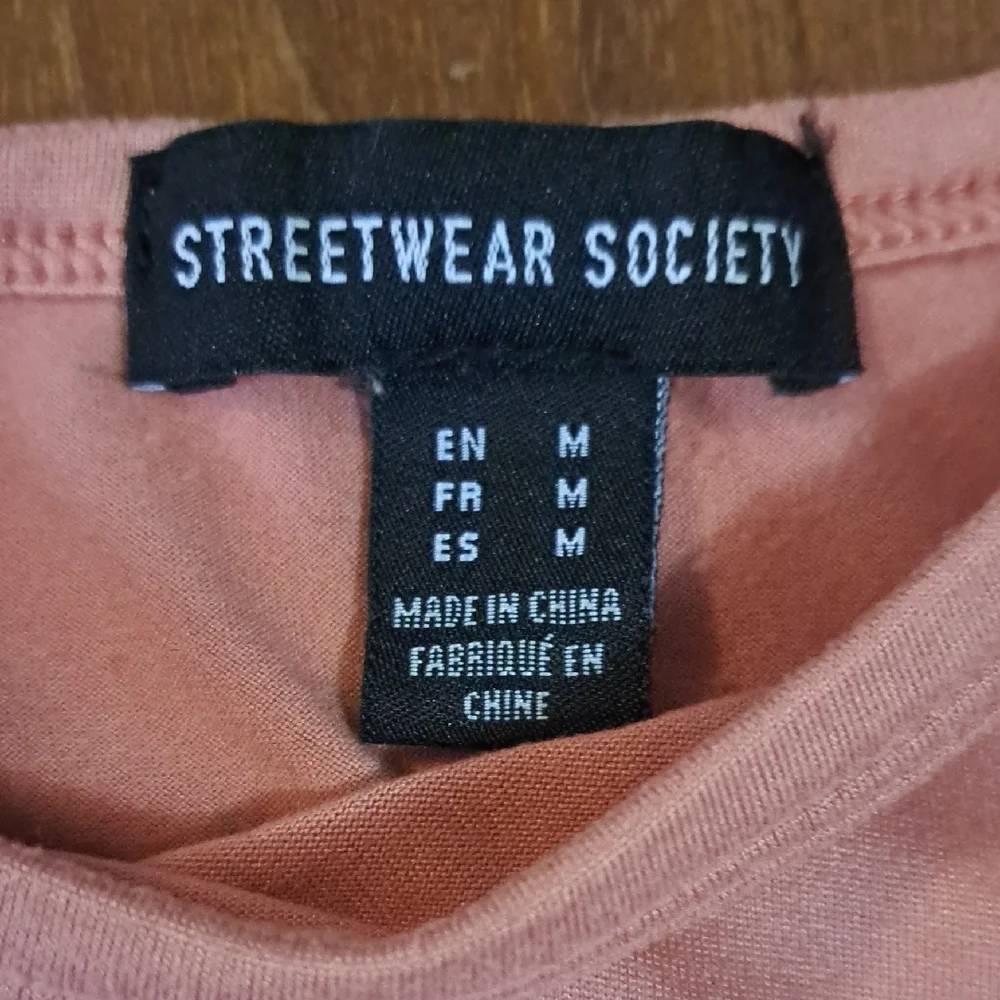 STREETWEAR SOCIETY
EN M
FR M
ES M
MADE IN CHINA
FABRIQUÉ EN
CHINE